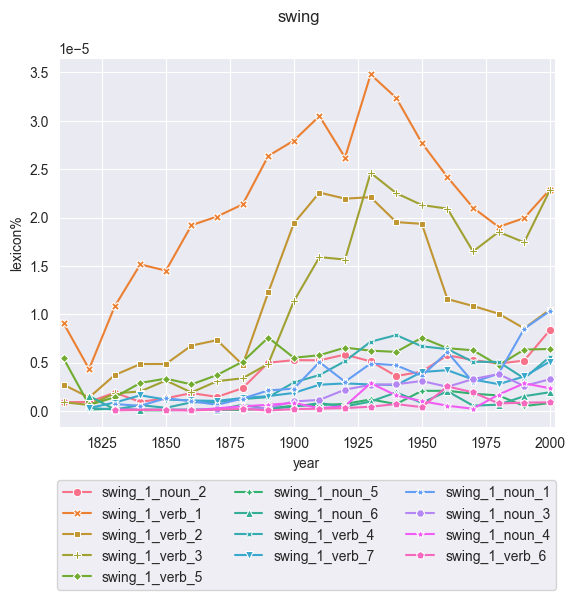 swing
1e−5
3.5
3.0
2.5
2.0
1.5
1.0
0.5
0.0
lexicon%
1825 1850 1875 1900 1925 1950 1975 2000
year
swing_1_noun_2 swing_1_noun_5 swing_1_noun_1
swing_1_verb_1 swing_1_noun_6 swing_1_noun_3
swing_1_verb_2 swing_1_verb_4 swing_1_noun_4
swing_1_verb_3 swing_1_verb_7 swing_1_verb_6
swing_1_verb_5